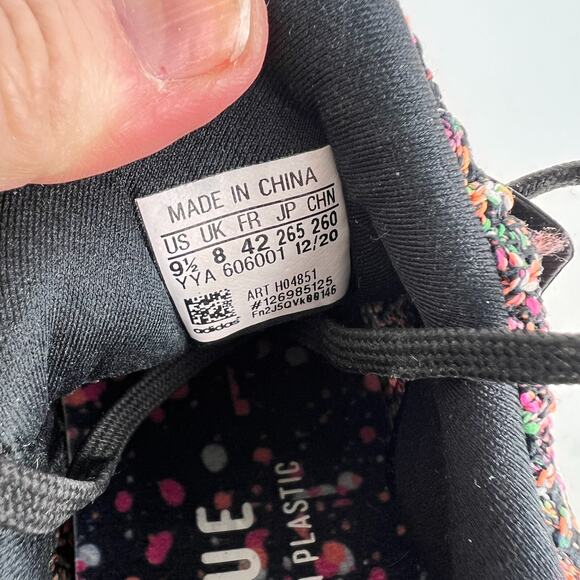 MADE IN CHINA
US UK FR JP CHN
9½ 8 42 265 260
YYA 606001 12/20
ART H04851
#126985125
Fn2J5QVk00146
adidas
UE
PLASTIC